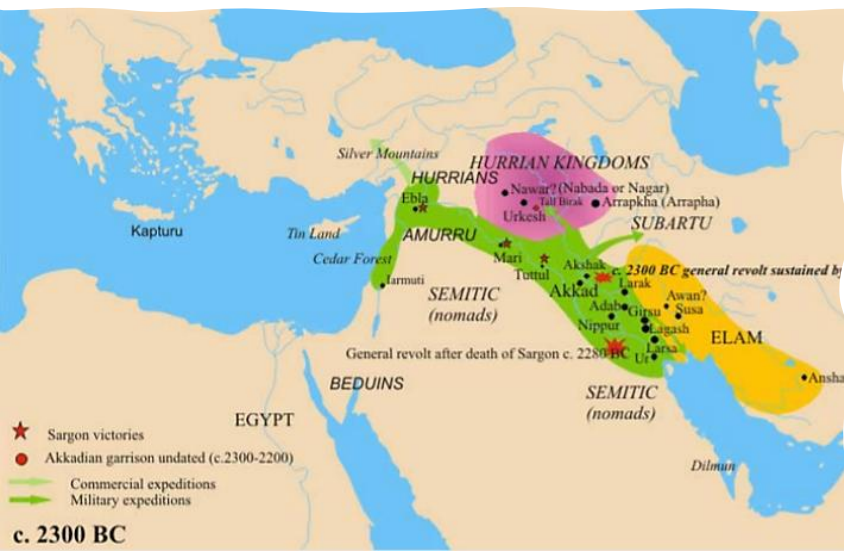 Silver Mountains
HURRIAN KINGDOMS
HURRIANS
Nawar? (Nabada or Nagar)
Ebla
Tall Birak
Arrapkha (Arrapha)
Urkesh
SUBARTU
Kapturu
Tin Land
AMURRU
Cedar Forest
Mari
Tuttul
Akshak
c. 2300 BC general revolt sustained by
Iarmuti
Larak
SEMITIC
(nomads)
Akkad
Awan?
Adab
Girsu
Susa
Nippur
Lagash
ELAM
General revolt after death of Sargon c. 2280 BC
Larsa
Ur
Ansha
BEDUINS
SEMITIC
(nomads)
EGYPT
Sargon victories
Akkadian garrison undated (c.2300-2200)
Dilmun
Commercial expeditions
Military expeditions
c. 2300 BC